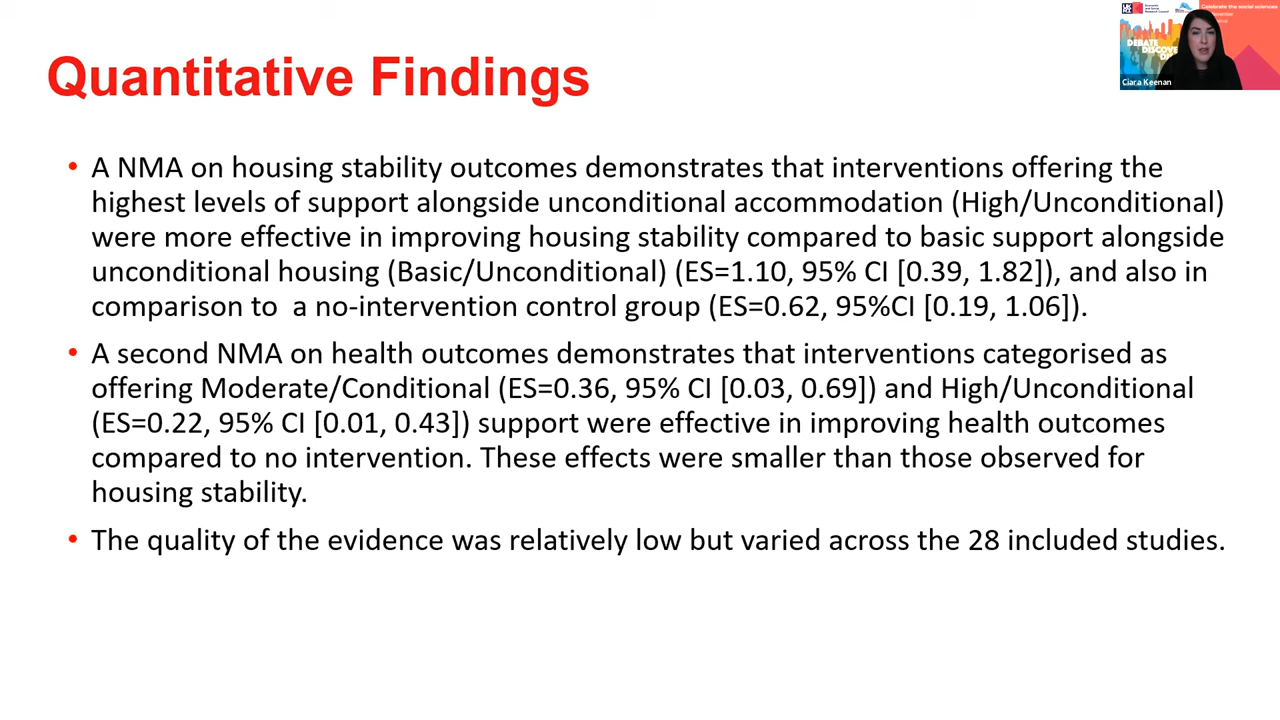 Quantitative Findings
• A NMA on housing stability outcomes demonstrates that interventions offering the
highest levels of support alongside unconditional accommodation (High/Unconditional)
were more effective in improving housing stability compared to basic support alongside
unconditional housing (Basic/Unconditional) (ES=1.10, 95% CI [0.39, 1.82]), and also in
comparison to  a no-intervention control group (ES=0.62, 95%CI [0.19, 1.06]).
• A second NMA on health outcomes demonstrates that interventions categorised as
offering Moderate/Conditional (ES=0.36, 95% CI [0.03, 0.69]) and High/Unconditional
(ES=0.22, 95% CI [0.01, 0.43]) support were effective in improving health outcomes
compared to no intervention. These effects were smaller than those observed for
housing stability.
• The quality of the evidence was relatively low but varied across the 28 included studies.
Celebrate the social sciences
DEBATE
DISCOVER
Ciara Keenan